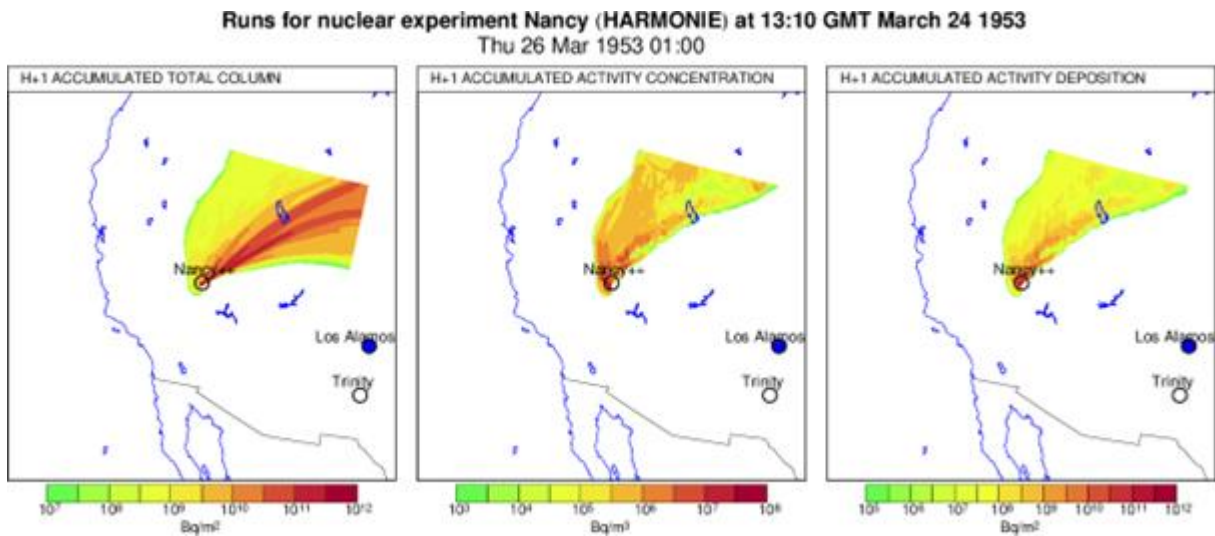 Runs for nuclear experiment Nancy (HARMONIE) at 13:10 GMT March 24 1953
Thu 26 Mar 1953 01:00
H+1 ACCUMULATED TOTAL COLUMN
Nancy++
Los Alamos
Trinity
10⁷ 10⁸ 10⁹ 10¹⁰ 10¹¹ 10¹²
Bq/m²
H+1 ACCUMULATED ACTIVITY CONCENTRATION
Nancy++
Los Alamos
Trinity
10³ 10⁴ 10⁵ 10⁶ 10⁷ 10⁸
Bq/m³
H+1 ACCUMULATED ACTIVITY DEPOSITION
Nancy++
Los Alamos
Trinity
10⁵ 10⁶ 10⁷ 10⁸ 10⁹ 10¹⁰ 10¹¹ 10¹²
Bq/m²